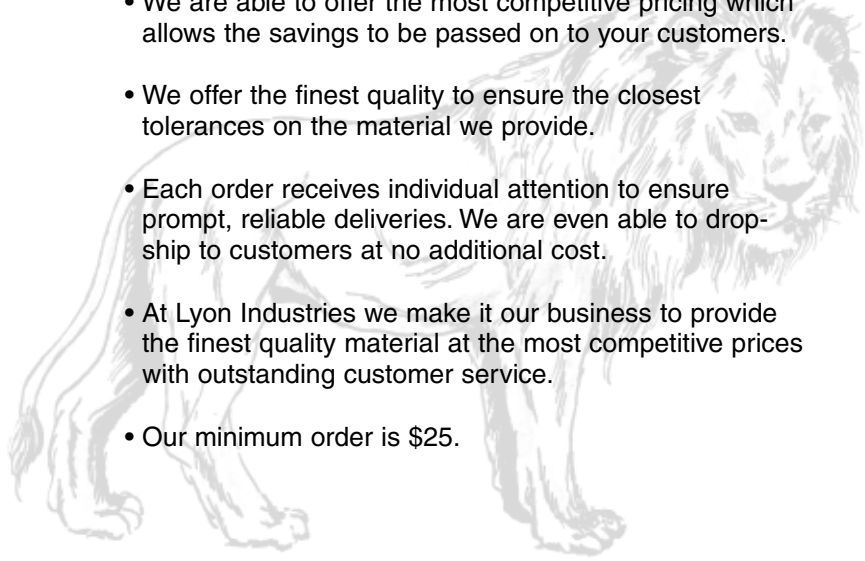 • We are able to offer the most competitive pricing which
allows the savings to be passed on to your customers.
• We offer the finest quality to ensure the closest
tolerances on the material we provide.
• Each order receives individual attention to ensure
prompt, reliable deliveries. We are even able to drop-
ship to customers at no additional cost.
• At Lyon Industries we make it our business to provide
the finest quality material at the most competitive prices
with outstanding customer service.
• Our minimum order is $25.